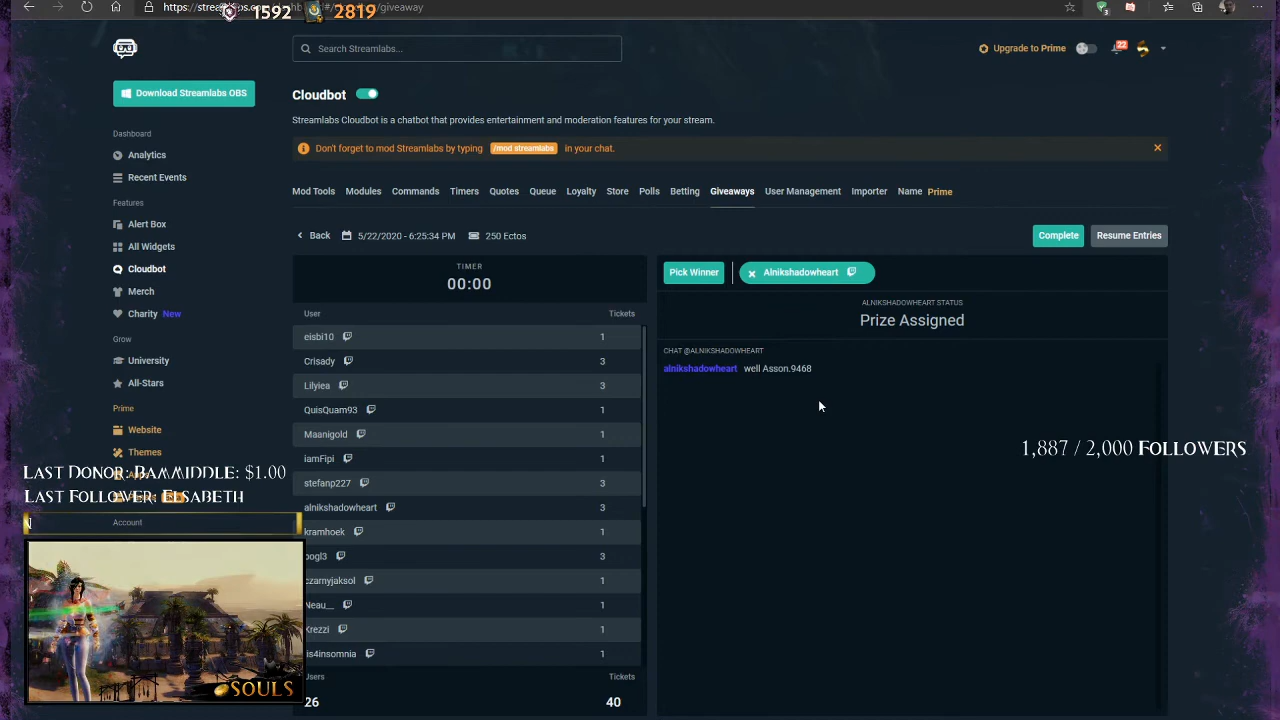 1592
2819
giveaway
Search Streamlabs...
Upgrade to Prime
22
Download Streamlabs OBS
Cloudbot
Streamlabs Cloudbot is a chatbot that provides entertainment and moderation features for your stream.
Don't forget to mod Streamlabs by typing /mod streamlabs in your chat.
Dashboard
Analytics
Recent Events
Features
Alert Box
All Widgets
Cloudbot
Merch
Charity New
Grow
University
All-Stars
Prime
Website
Themes
Last Donor: Bammiddle: $1.00
Last Follower: Elsabeth
Account
Mod Tools Modules Commands Timers Quotes Queue Loyalty Store Polls Betting Giveaways User Management Importer Name Prime
Back 5/22/2020 - 6:25:34 PM 250 Ectos
Complete Resume Entries
TIMER
00:00
User Tickets
eisbi10 1
Crisady 3
Lilyiea 3
QuisQuam93 1
Maanigold 1
iamFipi 1
stefanp227 3
alnikshadowheart 3
kramhoek 1
oogl3 3
czarnyjaksol 1
Neau__ 1
Krezzi 1
is4insomnia 1
Users Tickets
26 40
Pick Winner Alnikshadowheart
ALNIKSHADOWHEART STATUS
Prize Assigned
CHAT @ALNIKSHADOWHEART
alnikshadowheart well Asson.9468
1,887 / 2,000 Followers
SOULS